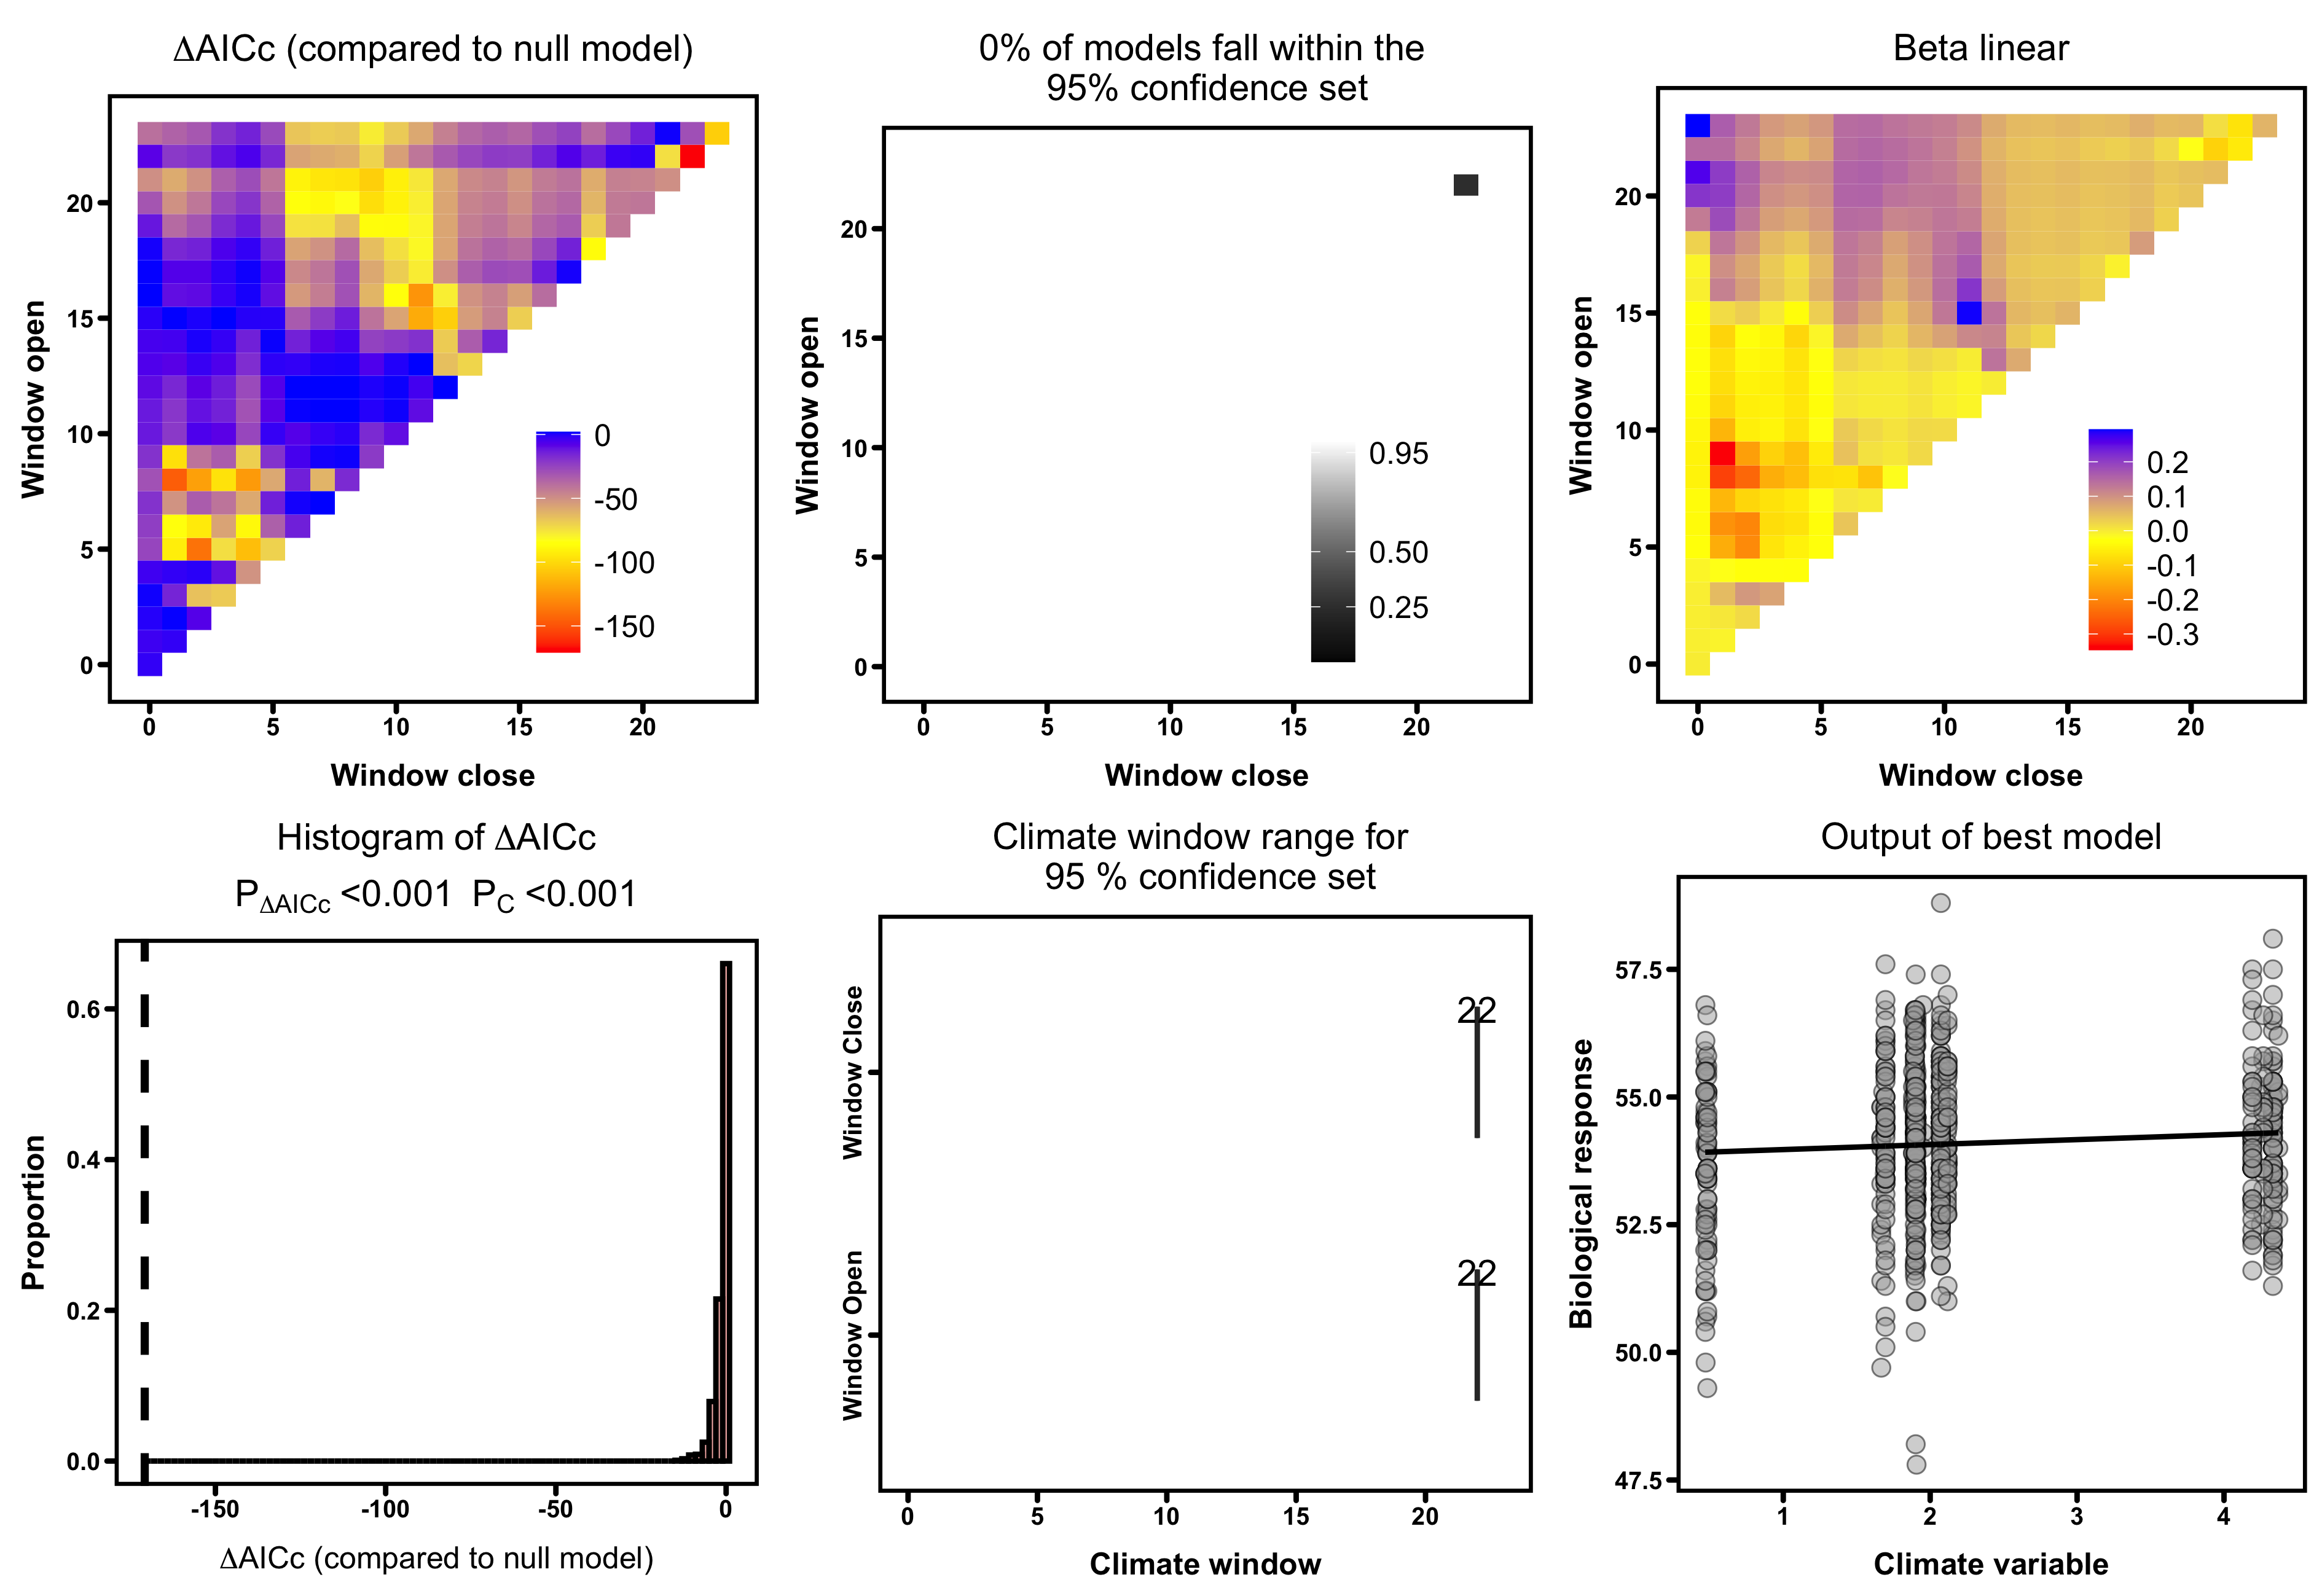 ΔAICc (compared to null model)
Window open
20
15
10
5
0
0
-50
-100
-150
0 5 10 15 20
Window close
0% of models fall within the
95% confidence set
Window open
20
15
10
5
0
0.95
0.50
0.25
0 5 10 15 20
Window close
Beta linear
Window open
20
15
10
5
0
0.2
0.1
0.0
-0.1
-0.2
-0.3
0 5 10 15 20
Window close
Histogram of ΔAICc
PΔAICc <0.001 PC <0.001
Proportion
0.6
0.4
0.2
0.0
-150 -100 -50 0
ΔAICc (compared to null model)
Climate window range for
95 % confidence set
Window Close
22
Window Open
22
0 5 10 15 20
Climate window
Output of best model
Biological response
57.5
55.0
52.5
50.0
47.5
1 2 3 4
Climate variable